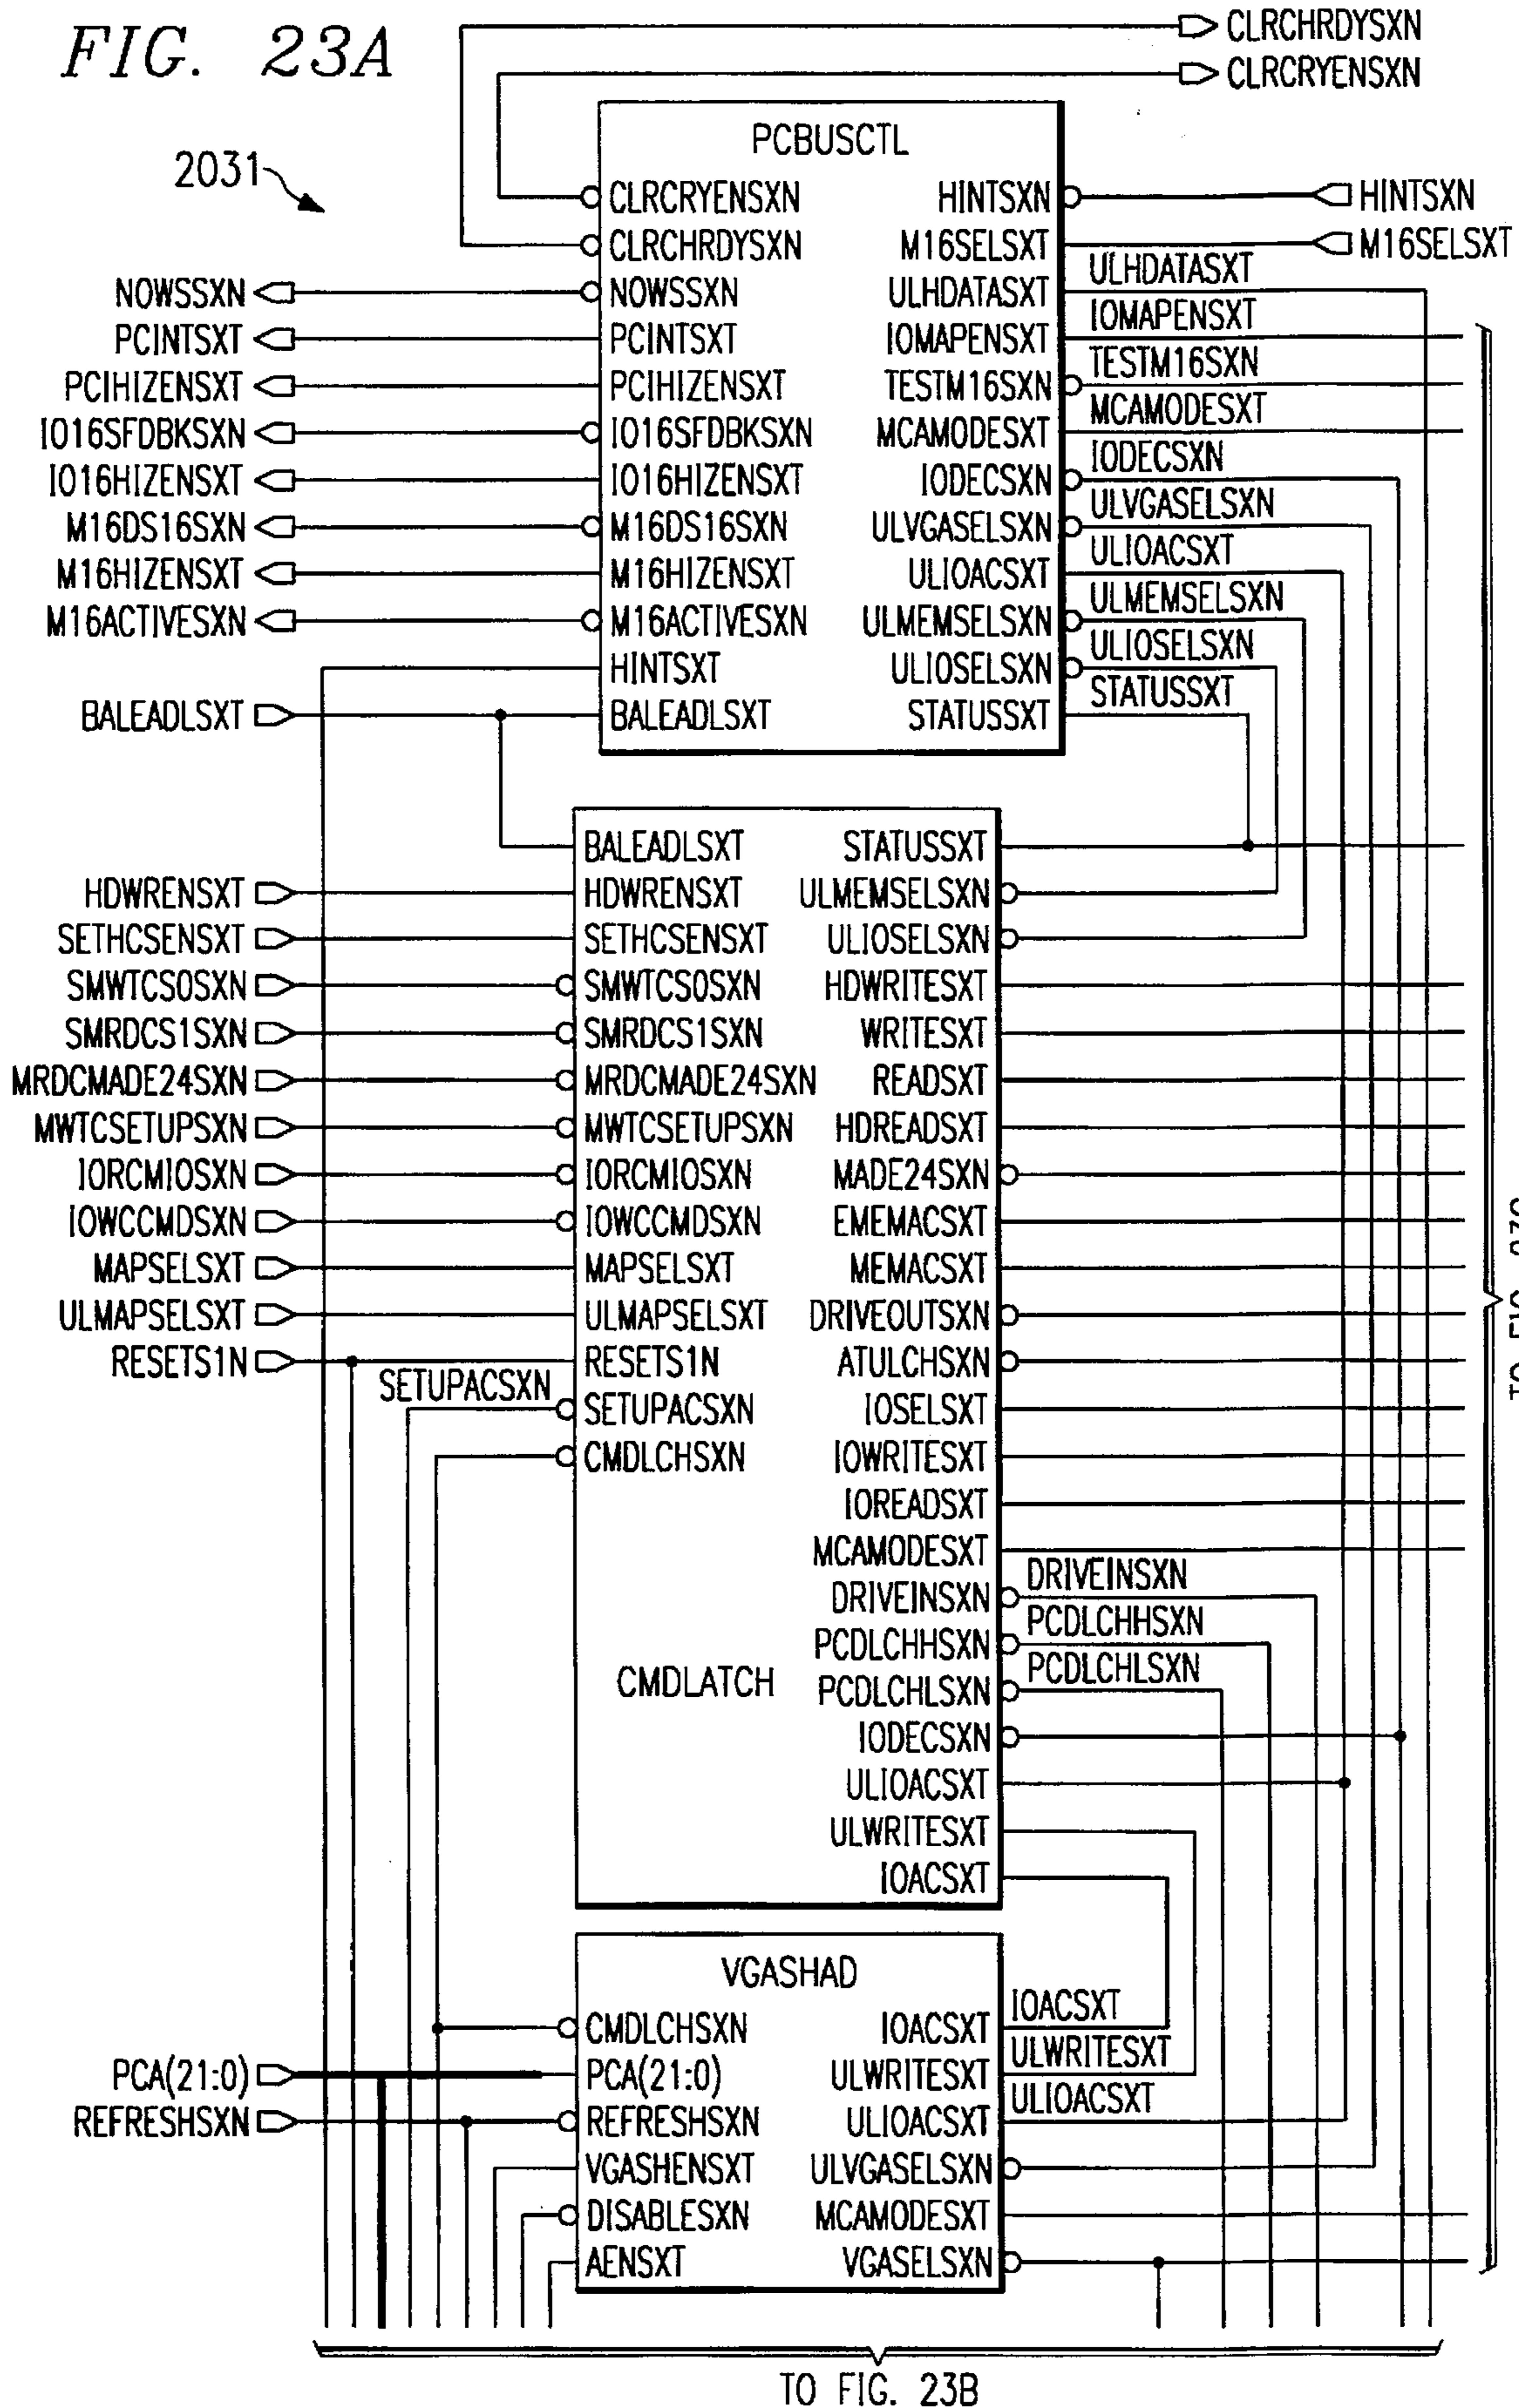 FIG. 23A
CLRCHRDYSXN
CLRCRYENSXN
2031
PCBUSCTL
CLRCRYENSXN HINTSXN HINTSXN
CLRCHRDYSXN M16SELSXT M16SELSXT
NOWSSXN NOWSSXN ULHDATASXT ULHDATASXT
PCINTSXT PCINTSXT IOMAPENSXT IOMAPENSXT
PCIHIZENSXT PCIHIZENSXT TESTM16SXN TESTM16SXN
IO16SFDBKSXN IO16SFDBKSXN MCAMODESXT MCAMODESXT
IO16HIZENSXT IO16HIZENSXT IODECSXN IODECSXN
M16DS16SXN M16DS16SXN ULVGASELSXN ULVGASELSXN
M16HIZENSXT M16HIZENSXT ULIOACSXT ULIOACSXT
M16ACTIVESXN M16ACTIVESXN ULMEMSELSXN ULMEMSELSXN
HINTSXT ULIOSELSXN ULIOSELSXN
BALEADLSXT BALEADLSXT STATUSSXT STATUSSXT
BALEADLSXT STATUSSXT
HDWRENSXT HDWRENSXT ULMEMSELSXN
SETHCSENSXT SETHCSENSXT ULIOSELSXN
SMWTCS0SXN SMWTCS0SXN HDWRITESXT
SMRDCS1SXN SMRDCS1SXN WRITESXT
MRDCMADE24SXN MRDCMADE24SXN READSXT
MWTCSETUPSXN MWTCSETUPSXN HDREADSXT
IORCMIOSXN IORCMIOSXN MADE24SXN
IOWCCMDSXN IOWCCMDSXN EMEMACSXT
MAPSELSXT MAPSELSXT MEMACSXT
ULMAPSELSXT ULMAPSELSXT DRIVEOUTSXN
RESETS1N RESETS1N ATULCHSXN
SETUPACSXN SETUPACSXN IOSELSXT
CMDLCHSXN IOWRITESXT
IOREADSXT
MCAMODESXT
DRIVEINSXN DRIVEINSXN
PCDLCHHSXN PCDLCHHSXN
CMDLATCH PCDLCHLSXN PCDLCHLSXN
IODECSXN
ULIOACSXT
ULWRITESXT
IOACSXT
VGASHAD
CMDLCHSXN IOACSXT IOACSXT
PCA(21:0) PCA(21:0) ULWRITESXT ULWRITESXT
REFRESHSXN REFRESHSXN ULIOACSXT ULIOACSXT
VGASHENSXT ULVGASELSXN
DISABLESXN MCAMODESXT
AENSXT VGASELSXN
TO FIG. 23B